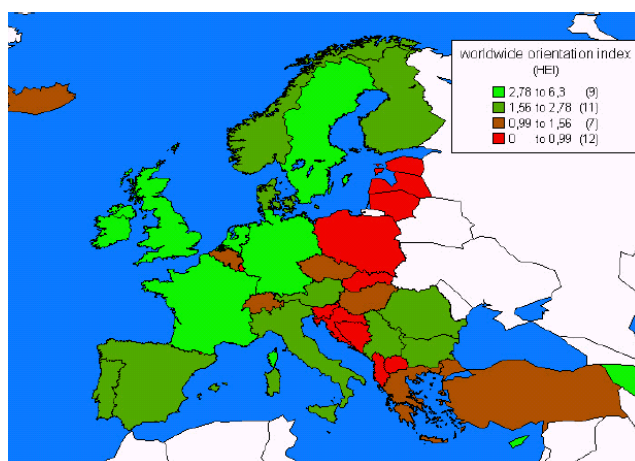 worldwide orientation index
(HEI)
2,78 to 6,3 (9)
1,56 to 2,78 (11)
0,99 to 1,56 (7)
0 to 0,99 (12)